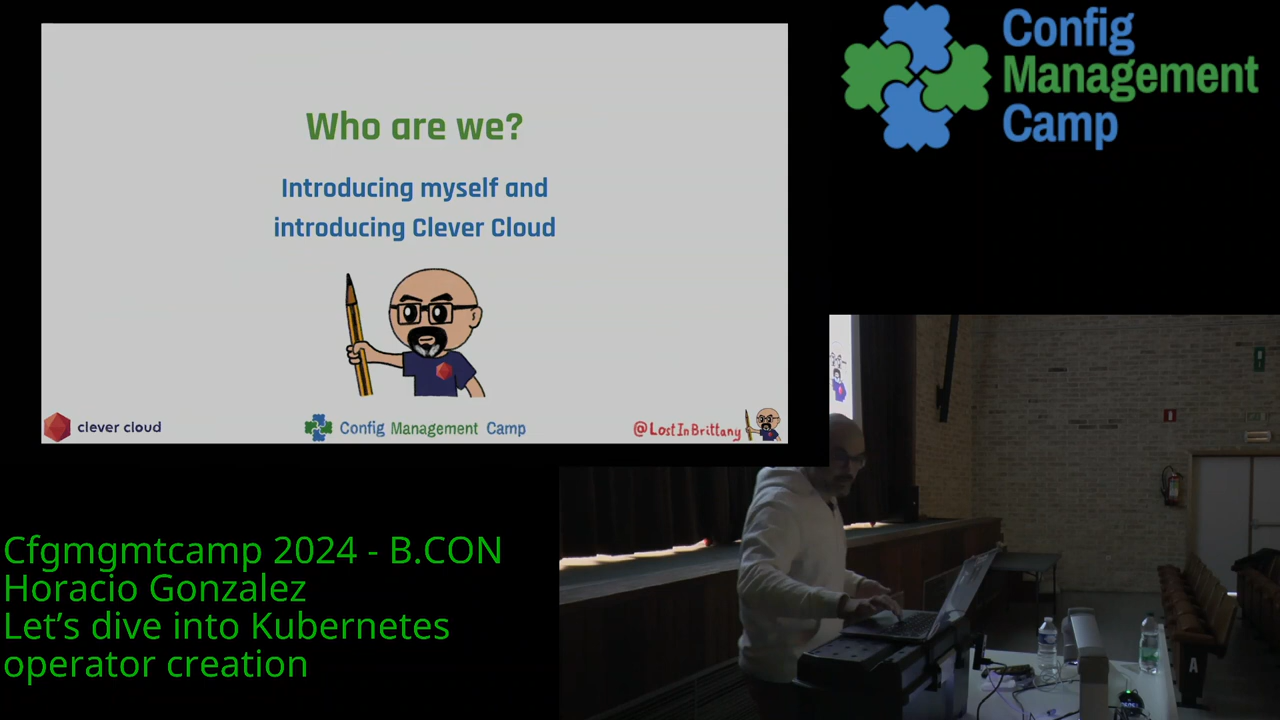 Who are we?
Introducing myself and
introducing Clever Cloud
clever cloud
Config Management Camp
@LostInBrittany
Config
Management
Camp
Cfgmgmtcamp 2024 - B.CON
Horacio Gonzalez
Let’s dive into Kubernetes
operator creation
A